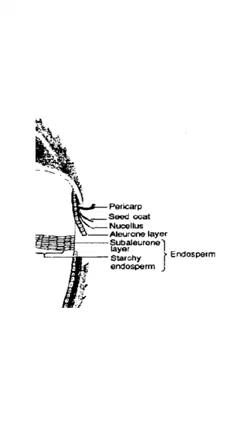 Pericarp
Seed coat
Nucellus
Aleurone layer
Subaleurone
layer
Starchy
endosperm
Endosperm